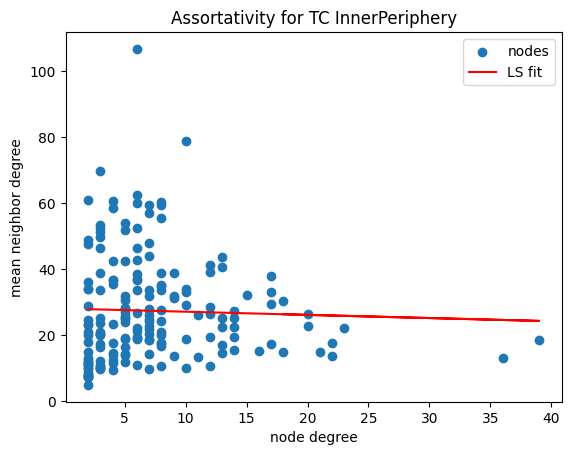 Assortativity for TC InnerPeriphery
nodes
LS fit
mean neighbor degree
100
80
60
40
20
0
5
10
15
20
25
30
35
40
node degree